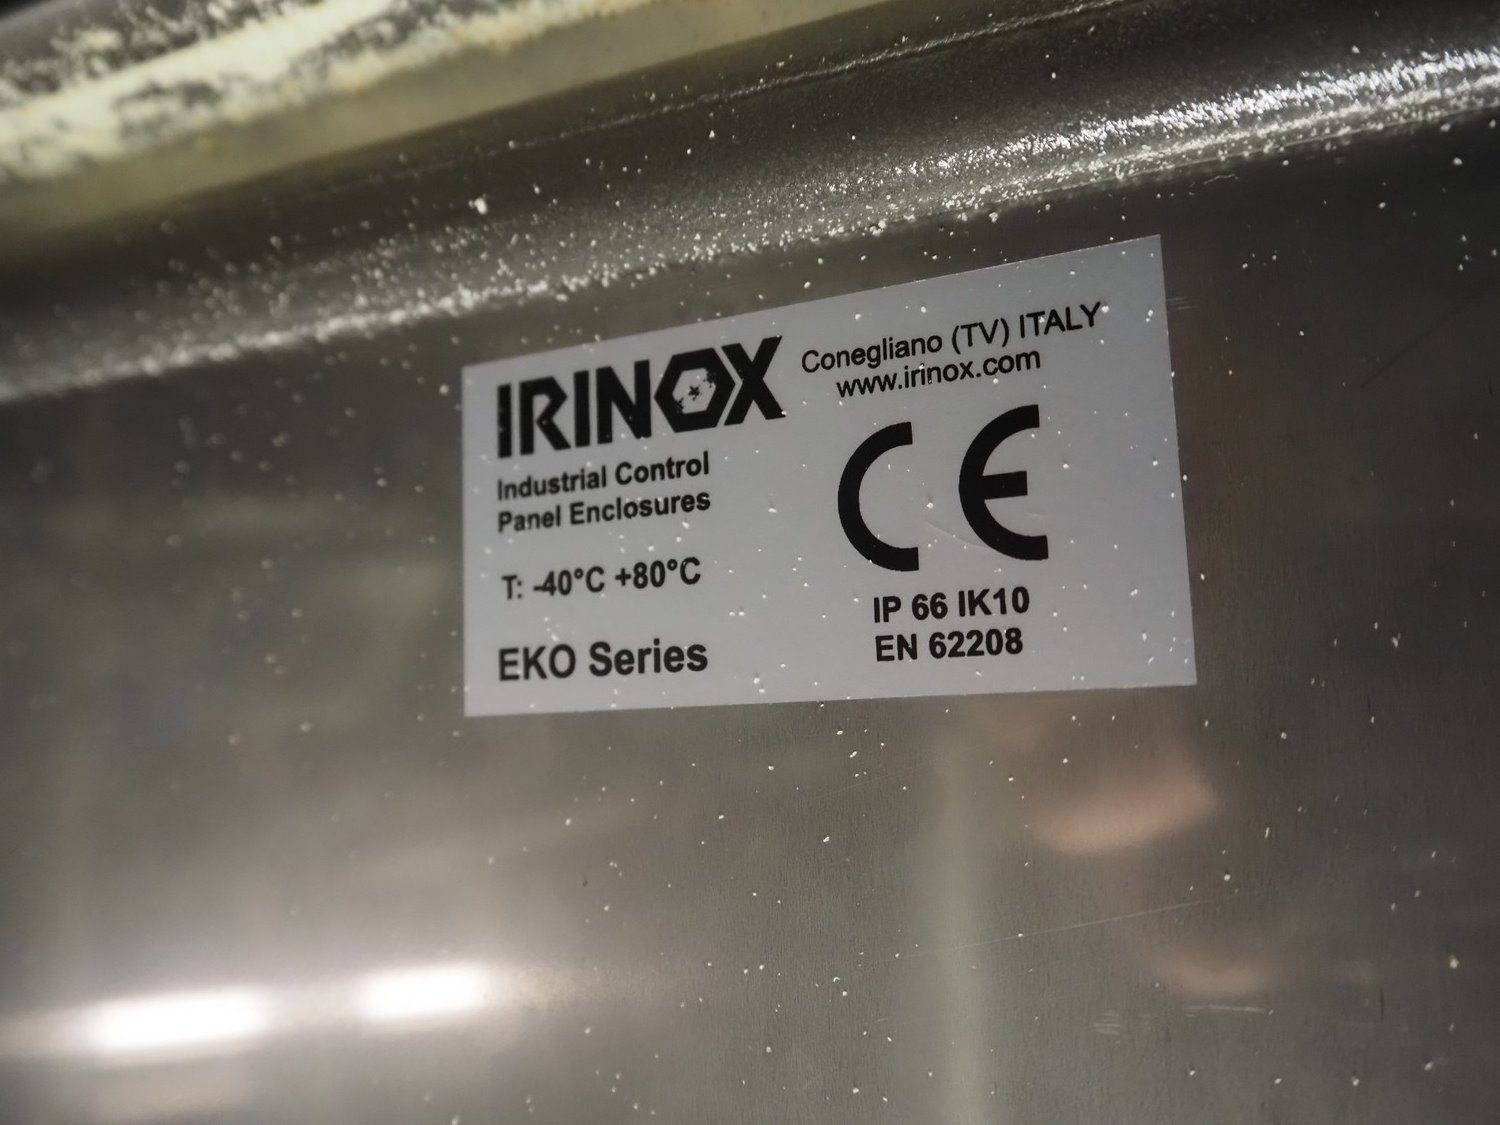 IRINOX
Industrial Control
Panel Enclosures
T: -40°C +80°C
EKO Series
Conegliano (TV) ITALY
www.irinox.com
CE
IP 66 IK10
EN 62208